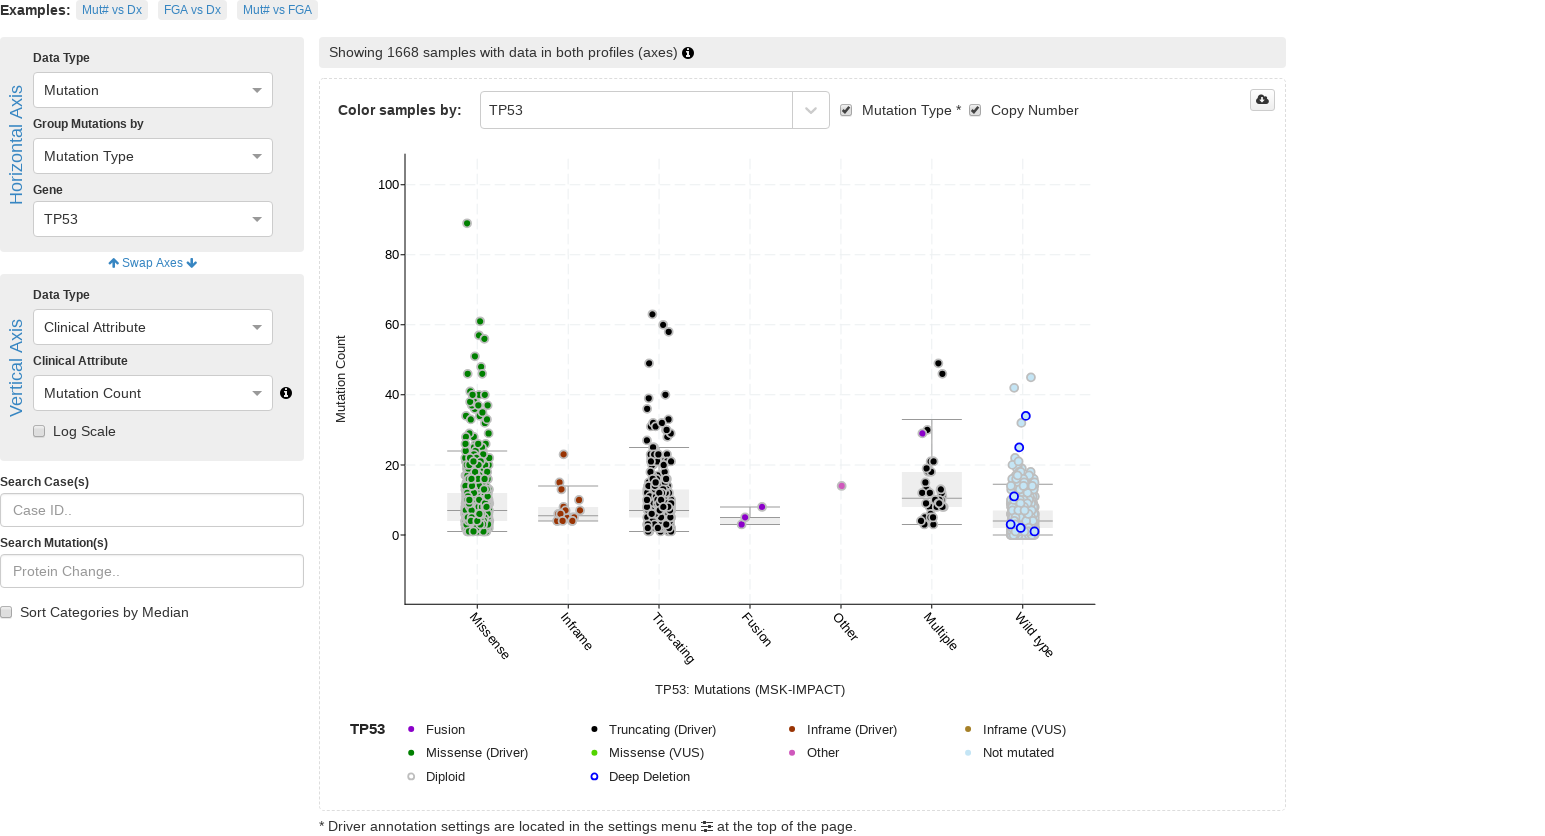 Examples: Mut# vs Dx FGA vs Dx Mut# vs FGA
Horizontal Axis
Data Type
Mutation
Group Mutations by
Mutation Type
Gene
TP53
Swap Axes
Vertical Axis
Data Type
Clinical Attribute
Clinical Attribute
Mutation Count
Log Scale
Search Case(s)
Case ID..
Search Mutation(s)
Protein Change..
Sort Categories by Median
Showing 1668 samples with data in both profiles (axes)
Color samples by: TP53 Mutation Type * Copy Number
100
80
60
40
20
0
Mutation Count
Missense
Inframe
Truncating
Fusion
Other
Multiple
Wild type
TP53: Mutations (MSK-IMPACT)
TP53 Fusion Truncating (Driver) Inframe (Driver) Inframe (VUS)
Missense (Driver) Missense (VUS) Other Not mutated
Diploid Deep Deletion
* Driver annotation settings are located in the settings menu at the top of the page.